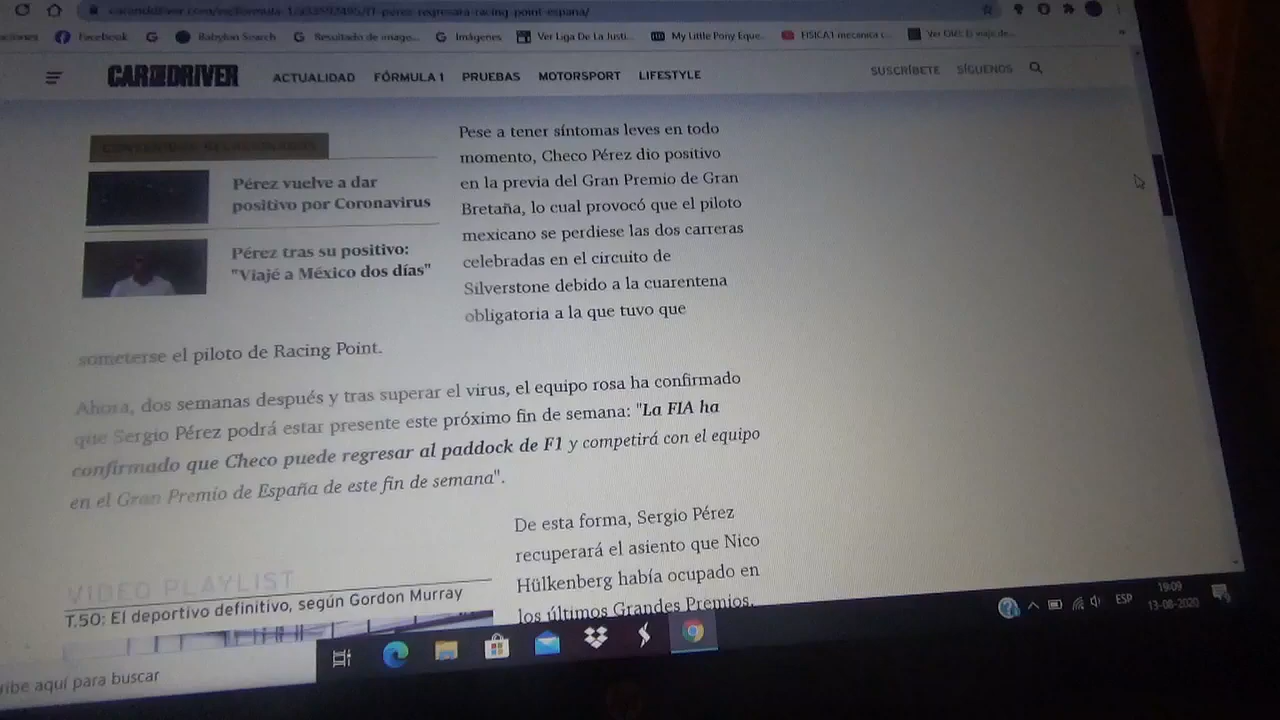 Facebook
Babylon Search
Resultado de image...
Imágenes
Ver Liga De La Justi...
My Little Pony Eque...
FISICA1 mecanica c...
CAR AND DRIVER
ACTUALIDAD
FÓRMULA 1
PRUEBAS
MOTORSPORT
LIFESTYLE
SUSCRÍBETE
SÍGUENOS
Pérez vuelve a dar
positivo por Coronavirus
Pérez tras su positivo:
"Viajé a México dos días"
Pese a tener síntomas leves en todo
momento, Checo Pérez dio positivo
en la previa del Gran Premio de Gran
Bretaña, lo cual provocó que el piloto
mexicano se perdiese las dos carreras
celebradas en el circuito de
Silverstone debido a la cuarentena
obligatoria a la que tuvo que
someterse el piloto de Racing Point.
Ahora, dos semanas después y tras superar el virus, el equipo rosa ha confirmado
que Sergio Pérez podrá estar presente este próximo fin de semana: "La FIA ha
confirmado que Checo puede regresar al paddock de F1 y competirá con el equipo
en el Gran Premio de España de este fin de semana".
De esta forma, Sergio Pérez
recuperará el asiento que Nico
Hülkenberg había ocupado en
los últimos Grandes Premios.
VIDEO PLAYLIST
T.50: El deportivo definitivo, según Gordon Murray
ribe aquí para buscar
ESP
19:09
13-08-2020